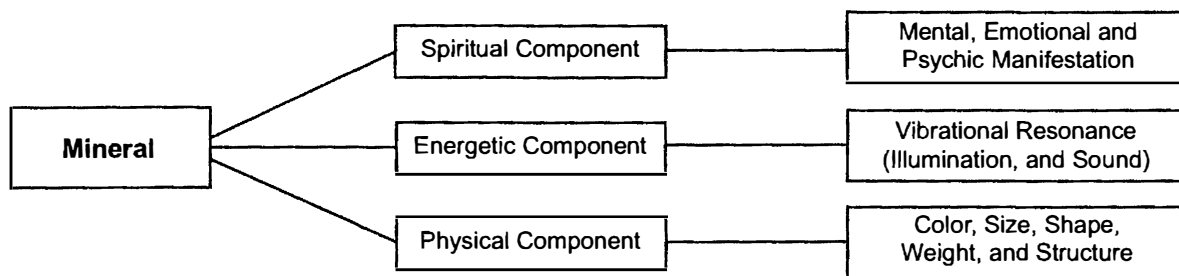 Mineral
Spiritual Component
Mental, Emotional and
Psychic Manifestation
Energetic Component
Vibrational Resonance
(Illumination, and Sound)
Physical Component
Color, Size, Shape,
Weight, and Structure